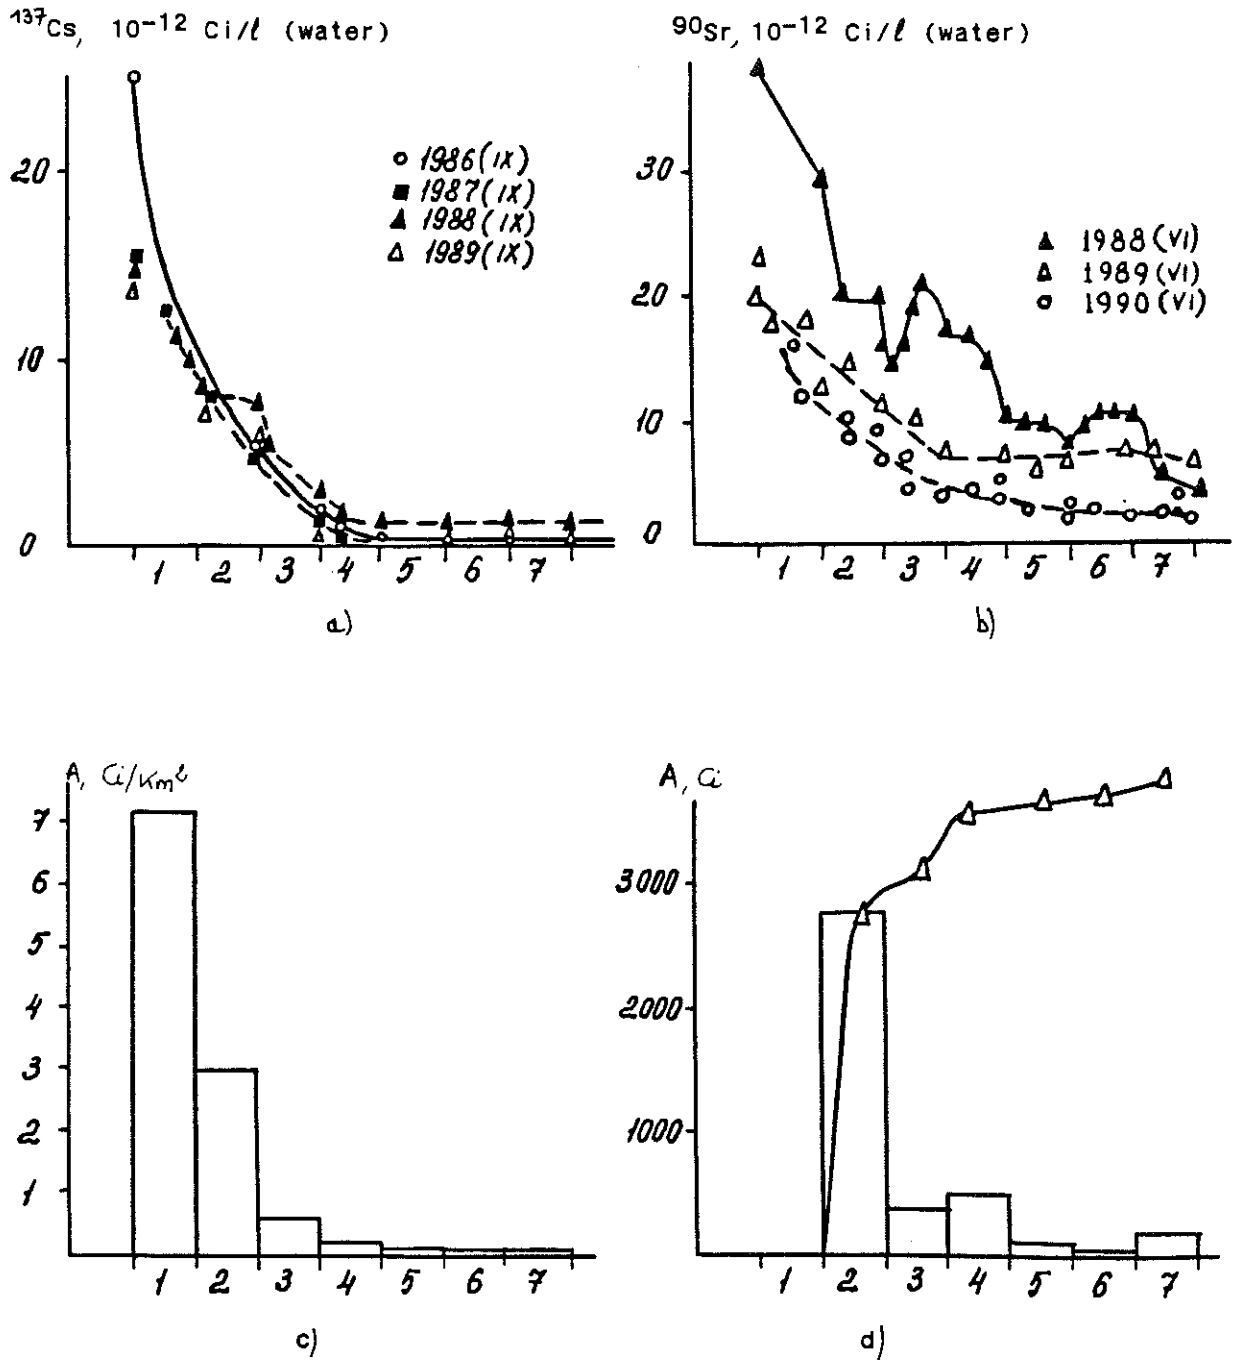 ¹³⁷Cs, 10⁻¹² Ci/ℓ (water)
20
10
0
1986(IX)
1987(IX)
1988(IX)
1989(IX)
1 2 3 4 5 6 7
a)
⁹⁰Sr, 10⁻¹² Ci/ℓ (water)
30
20
10
0
1988(VI)
1989(VI)
1990(VI)
1 2 3 4 5 6 7
b)
A, Ci/Km²
7
6
5
4
3
2
1
1 2 3 4 5 6 7
c)
A, Ci
3000
2000
1000
1 2 3 4 5 6 7
d)